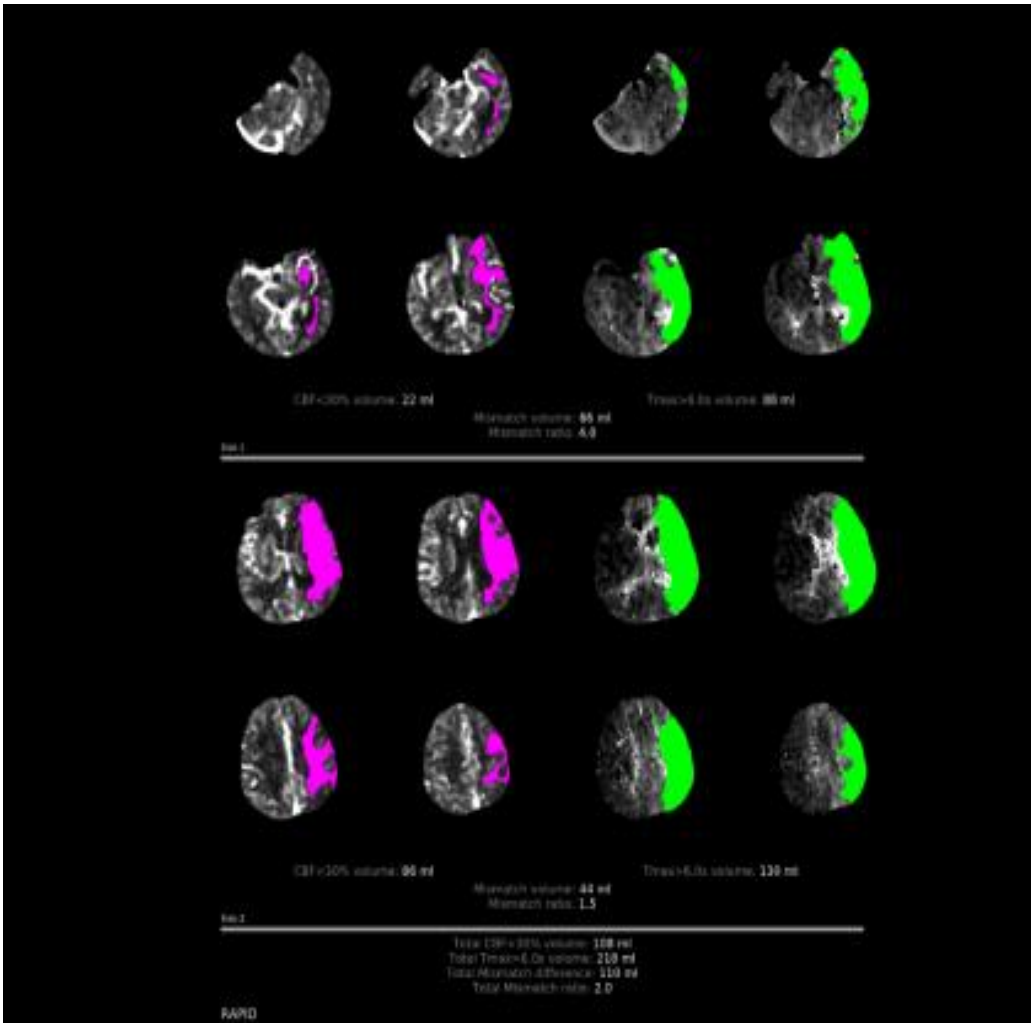 CBF<30% volume: 22 ml
Tmax>6.0s volume: 88 ml
Mismatch volume: 66 ml
Mismatch ratio: 4.0
CBF<30% volume: 86 ml
Tmax>6.0s volume: 130 ml
Mismatch volume: 44 ml
Mismatch ratio: 1.5
Total CBF<30% volume: 108 ml
Total Tmax>6.0s volume: 218 ml
Total Mismatch difference: 110 ml
Total Mismatch ratio: 2.0
RAPID